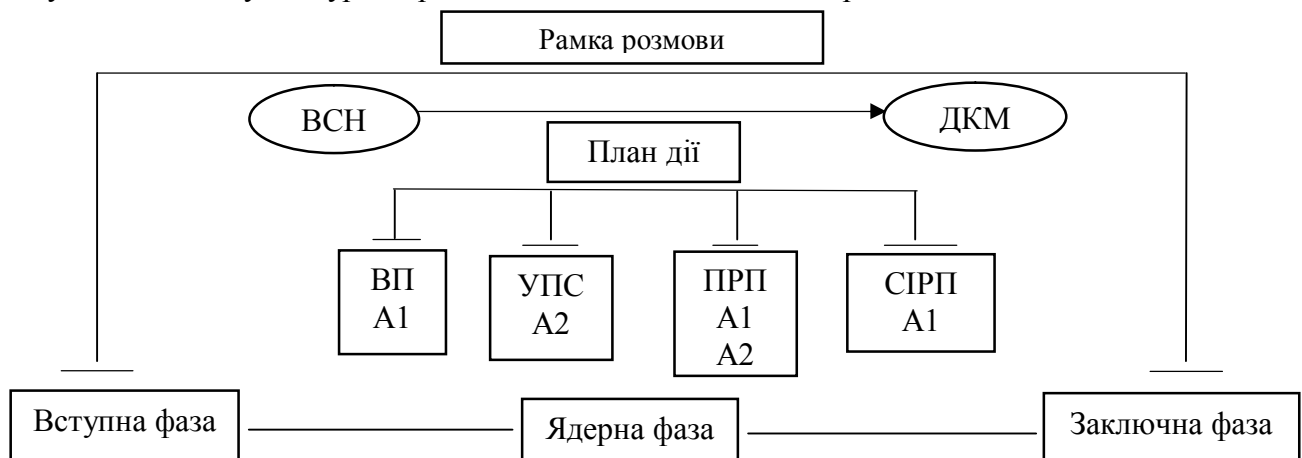 Рамка розмови
ВСН
ДКМ
План дії
ВП
А1
УПС
А2
ПРП
А1
А2
СІРП
А1
Вступна фаза
Ядерна фаза
Заключна фаза